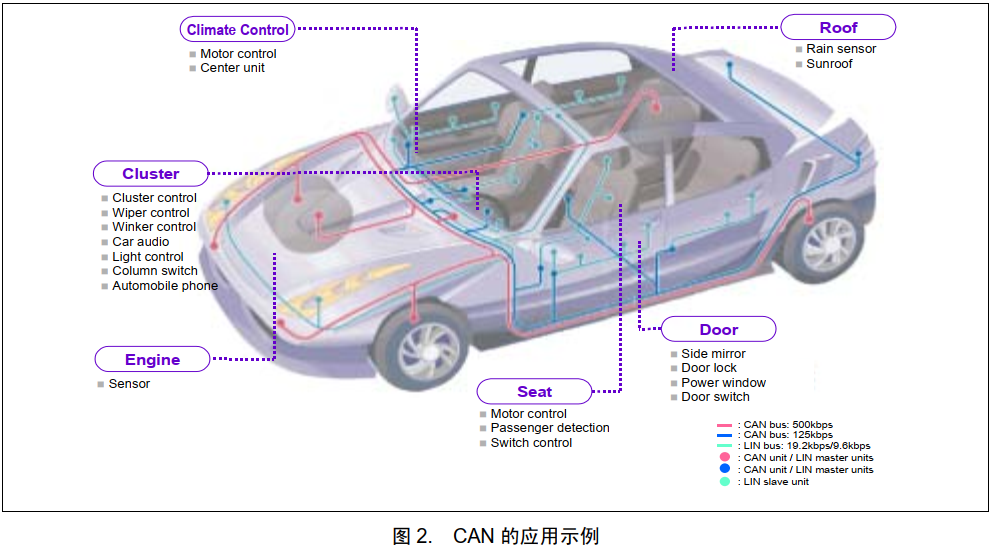 Climate Control
Motor control
Center unit
Roof
Rain sensor
Sunroof
Cluster
Cluster control
Wiper control
Winker control
Car audio
Light control
Column switch
Automobile phone
Engine
Sensor
Seat
Motor control
Passenger detection
Switch control
Door
Side mirror
Door lock
Power window
Door switch
: CAN bus: 500kbps
: CAN bus: 125kbps
: LIN bus: 19.2kbps/9.6kbps
: CAN unit / LIN master units
: CAN unit / LIN master units
: LIN slave unit
图 2. CAN 的应用示例